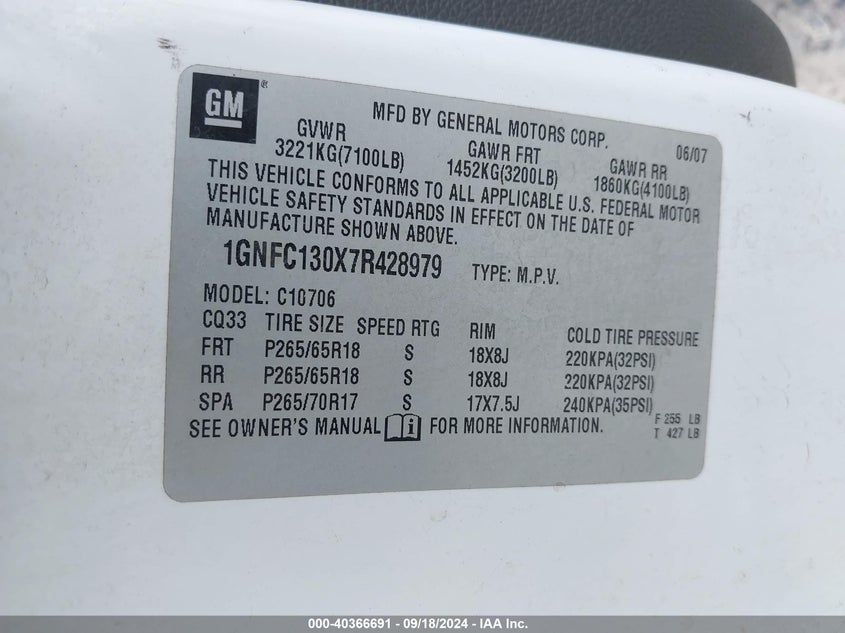 GM®
MFD BY GENERAL MOTORS CORP. 06/07
GVWR GAWR FRT GAWR RR
3221KG(7100LB) 1452KG(3200LB) 1860KG(4100LB)
THIS VEHICLE CONFORMS TO ALL APPLICABLE U.S. FEDERAL MOTOR
VEHICLE SAFETY STANDARDS IN EFFECT ON THE DATE OF
MANUFACTURE SHOWN ABOVE.
1GNFC130X7R428979 TYPE: M.P.V.
MODEL: C10706
CQ33 TIRE SIZE SPEED RTG RIM COLD TIRE PRESSURE
FRT P265/65R18 S 18X8J 220KPA(32PSI)
RR P265/65R18 S 18X8J 220KPA(32PSI)
SPA P265/70R17 S 17X7.5J 240KPA(35PSI)
SEE OWNER'S MANUAL i FOR MORE INFORMATION.
F 255 LB
T 427 LB
000-40366691 - 09/18/2024 - IAA Inc.